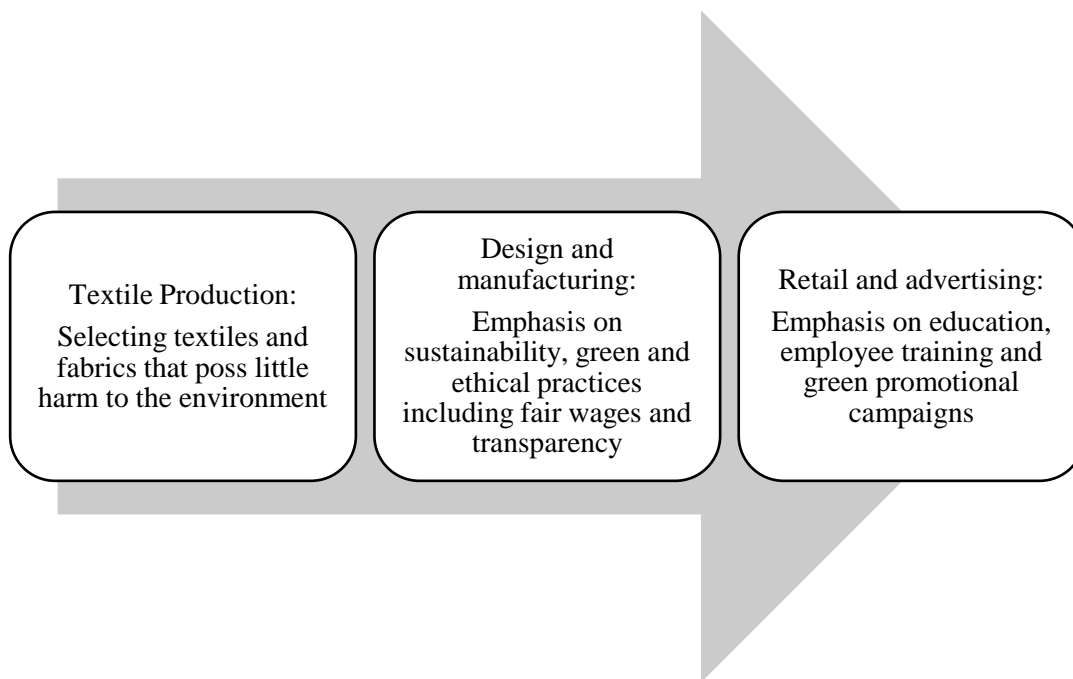 Textile Production:
Selecting textiles and
fabrics that poss little
harm to the environment
Design and
manufacturing:
Emphasis on
sustainability, green and
ethical practices
including fair wages and
transparency
Retail and advertising:
Emphasis on education,
employee training and
green promotional
campaigns